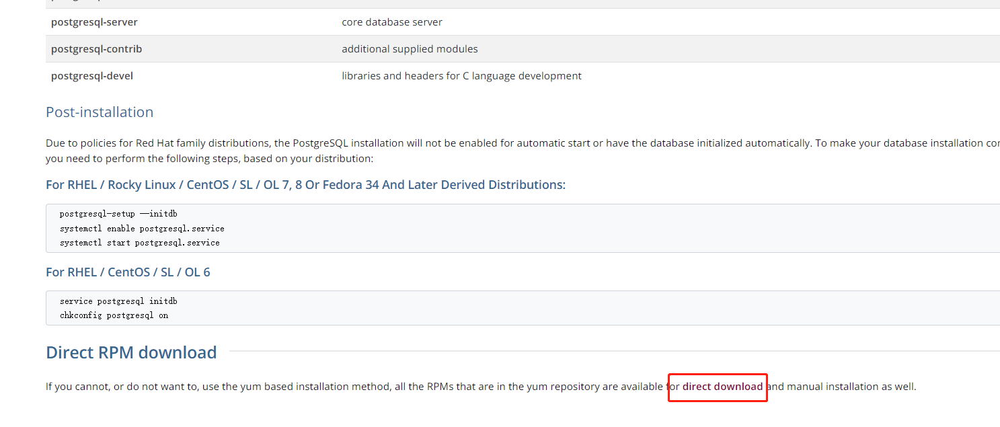 postgresql-server core database server
postgresql-contrib additional supplied modules
postgresql-devel libraries and headers for C language development
Post-installation
Due to policies for Red Hat family distributions, the PostgreSQL installation will not be enabled for automatic start or have the database initialized automatically. To make your database installation
you need to perform the following steps, based on your distribution:
For RHEL / Rocky Linux / CentOS / SL / OL 7, 8 Or Fedora 34 And Later Derived Distributions:
postgresql-setup --initdb
systemctl enable postgresql.service
systemctl start postgresql.service
For RHEL / CentOS / SL / OL 6
service postgresql initdb
chkconfig postgresql on
Direct RPM download
If you cannot, or do not want to, use the yum based installation method, all the RPMs that are in the yum repository are available for direct download and manual installation as well.